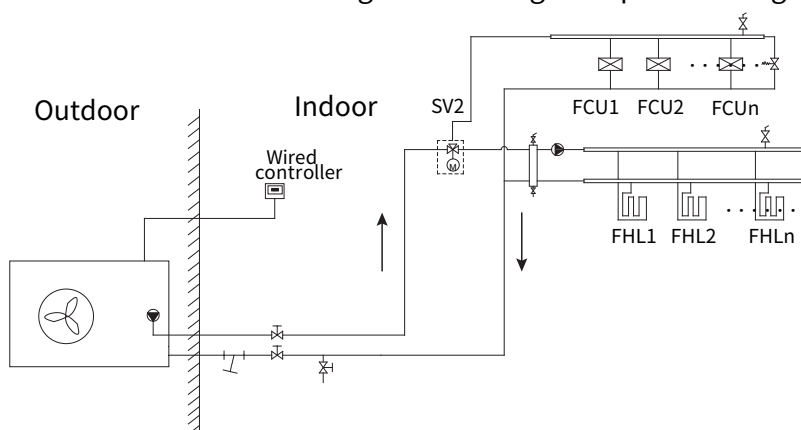 Outdoor
Indoor
SV2
FCU1
FCU2
FCUn
Wired
controller
M
FHL1
FHL2
FHLn